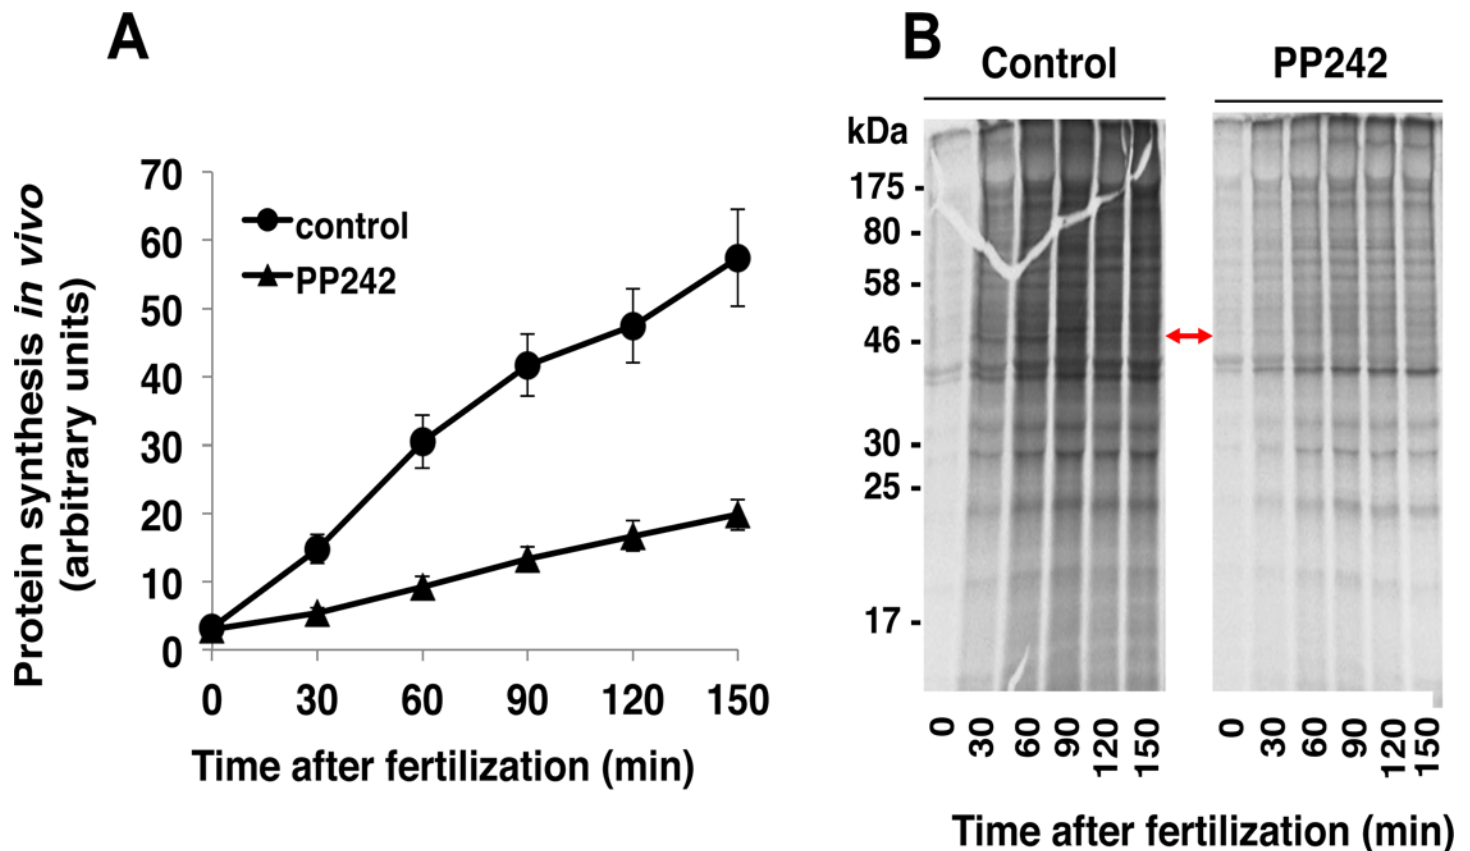 A
Protein synthesis in vivo
(arbitrary units)
70
60
50
40
30
20
10
0
control
PP242
0 30 60 90 120 150
Time after fertilization (min)
B
Control PP242
kDa
175 -
80 -
58 -
46 -
30 -
25 -
17 -
0 30 60 90 120 150 0 30 60 90 120 150
Time after fertilization (min)